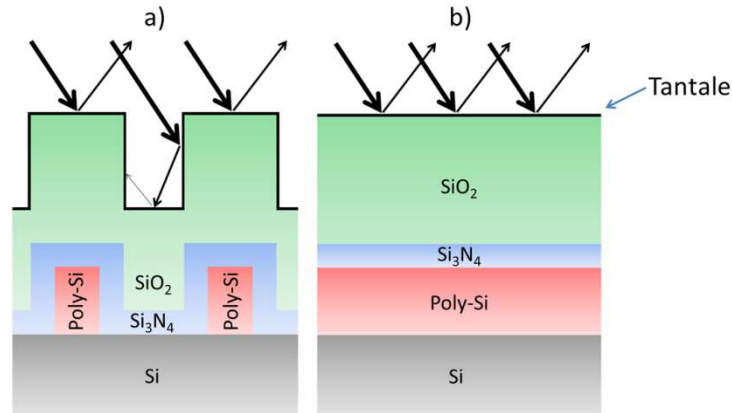 a)
b)
Tantale
SiO2
Si3N4
Poly-Si
Si
Poly-Si
SiO2
Poly-Si
Si3N4
Si